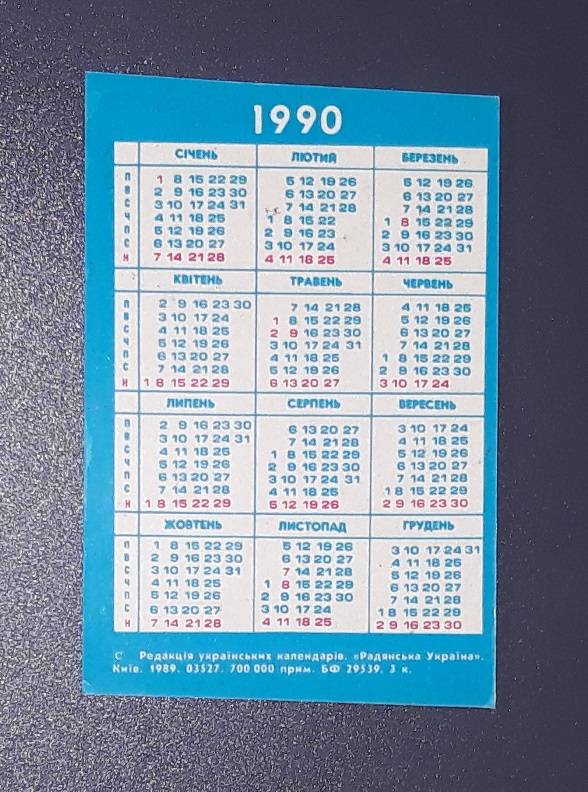 1990
СІЧЕНЬ ЛЮТИЙ БЕРЕЗЕНЬ
П 1 8 15 22 29 5 12 19 26 5 12 19 26
В 2 9 16 23 30 6 13 20 27 6 13 20 27
С 3 10 17 24 31 7 14 21 28 7 14 21 28
Ч 4 11 18 25 1 8 15 22 1 8 15 22 29
П 5 12 19 26 2 9 16 23 2 9 16 23 30
С 6 13 20 27 3 10 17 24 3 10 17 24 31
Н 7 14 21 28 4 11 18 25 4 11 18 25
КВІТЕНЬ ТРАВЕНЬ ЧЕРВЕНЬ
П 2 9 16 23 30 7 14 21 28 4 11 18 25
В 3 10 17 24 1 8 15 22 29 5 12 19 26
С 4 11 18 25 2 9 16 23 30 6 13 20 27
Ч 5 12 19 26 3 10 17 24 31 7 14 21 28
П 6 13 20 27 4 11 18 25 1 8 15 22 29
С 7 14 21 28 5 12 19 26 2 9 16 23 30
Н 1 8 15 22 29 6 13 20 27 3 10 17 24
ЛИПЕНЬ СЕРПЕНЬ ВЕРЕСЕНЬ
П 2 9 16 23 30 6 13 20 27 3 10 17 24
В 3 10 17 24 31 7 14 21 28 4 11 18 25
С 4 11 18 25 1 8 15 22 29 5 12 19 26
Ч 5 12 19 26 2 9 16 23 30 6 13 20 27
П 6 13 20 27 3 10 17 24 31 7 14 21 28
С 7 14 21 28 4 11 18 25 1 8 15 22 29
Н 1 8 15 22 29 5 12 19 26 2 9 16 23 30
ЖОВТЕНЬ ЛИСТОПАД ГРУДЕНЬ
П 1 8 15 22 29 5 12 19 26 3 10 17 24 31
В 2 9 16 23 30 6 13 20 27 4 11 18 25
С 3 10 17 24 31 7 14 21 28 5 12 19 26
Ч 4 11 18 25 1 8 15 22 29 6 13 20 27
П 5 12 19 26 2 9 16 23 30 7 14 21 28
С 6 13 20 27 3 10 17 24 1 8 15 22 29
Н 7 14 21 28 4 11 18 25 2 9 16 23 30
С Редакція українських календарів. «Радянська Україна».
Київ. 1989. 03527. 700 000 прим. БФ 29539. 3 к.